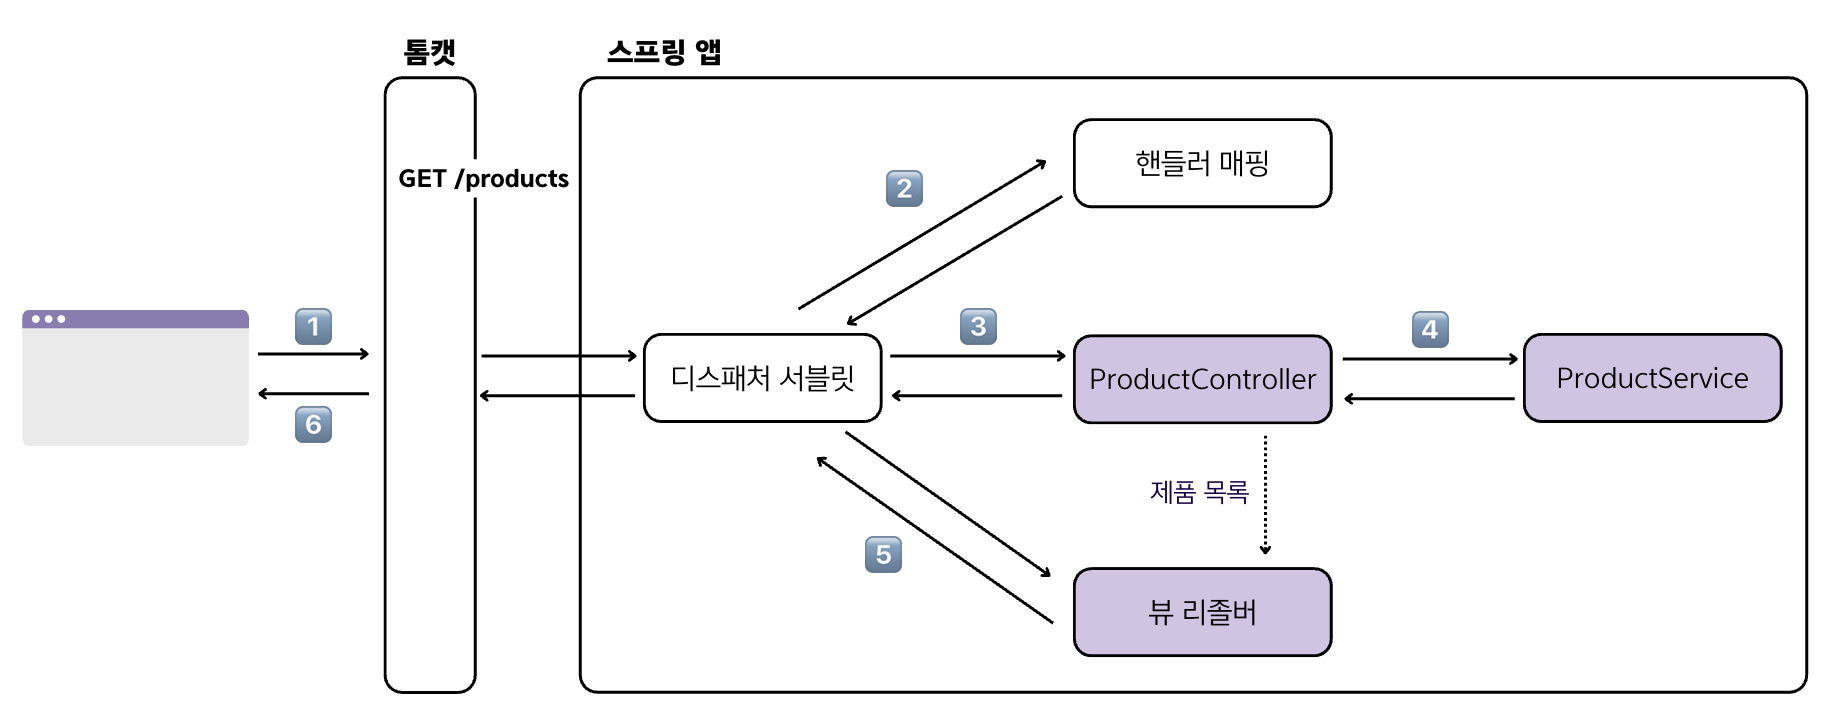 톰캣
스프링 앱
GET /products
핸들러 매핑
2
1
3
4
디스패처 서블릿
ProductController
ProductService
6
제품 목록
5
뷰 리졸버